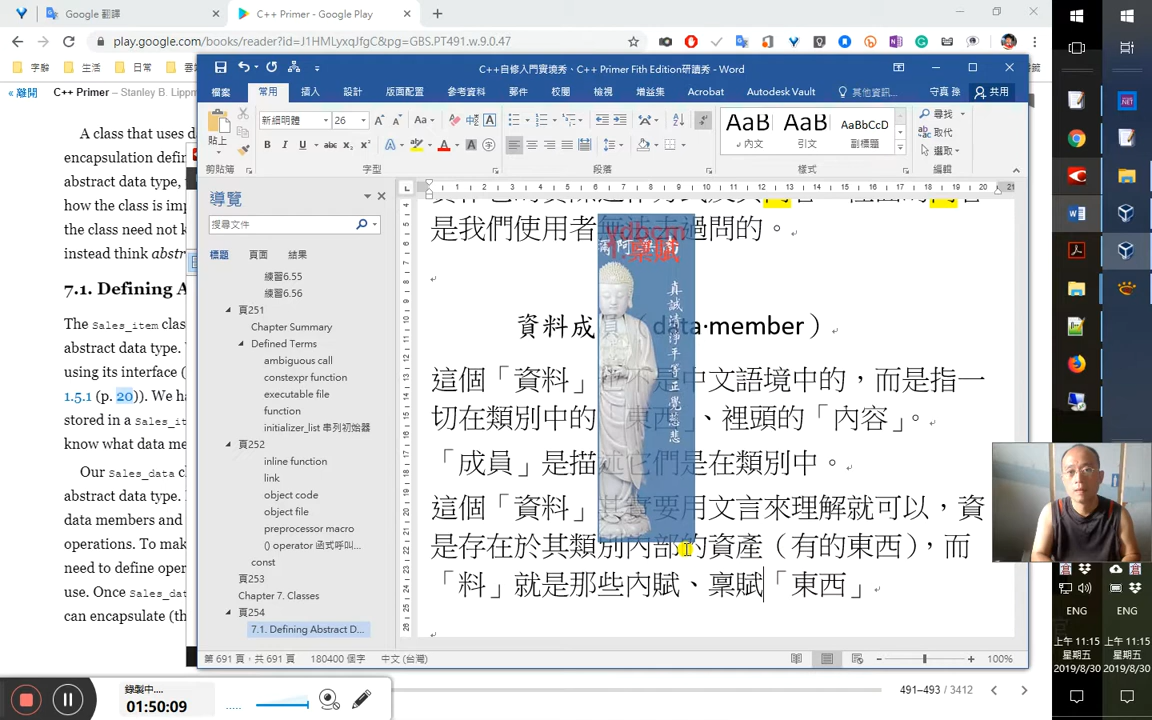 Google 翻譯
C++ Primer - Google Play
play.google.com/books/reader?id=J1HMLyxqJfgC&pg=GBS.PT491.w.9.0.47
字辭
生活
日常
« 離開
C++ Primer – Stanley B. Lippm
A class that uses d
encapsulation defin
abstract data type,
how the class is imp
the class need not k
instead think abstr
7.1. Defining A
The Sales_item clas
abstract data type.
using its interface (
1.5.1 (p. 20)). We ha
stored in a Sales_it
know what data me
Our Sales_data c
abstract data type.
data members and
operations. To mak
need to define oper
use. Once Sales_dat
can encapsulate (th
C++自修入門實境秀、C++ Primer Fith Edition研讀秀 - Word
檔案
常用
插入
設計
版面配置
參考資料
郵件
校閱
檢視
增益集
Acrobat
Autodesk Vault
其他資訊...
守真 孫
共用
貼上
剪貼簿
新細明體
26
字型
段落
AaB
內文
AaB
引文
AaBbCcD
副標題
樣式
尋找
取代
選取
編輯
導覽
搜尋文件
標題
頁面
結果
練習6.55
練習6.56
頁251
Chapter Summary
Defined Terms
ambiguous call
constexpr function
executable file
function
initializer_list 串列初始器
頁252
inline function
link
object code
object file
preprocessor macro
() operator 函式呼叫...
const
頁253
Chapter 7. Classes
頁254
7.1. Defining Abstract D...
是我們使用者無法去過問的。
資料成員（data·member）
這個「資料」也不是中文語境中的，而是指一
切在類別中的「東西」、裡頭的「內容」。
「成員」是描述它們是在類別中。
這個「資料」其實要用文言來理解就可以，資
是存在於其類別內部的資產（有的東西），而
「料」就是那些內賦、稟賦「東西」
真誠清淨平等正覺慈悲
第 691 頁，共 691 頁
180400 個字
中文 (台灣)
100%
491–493 / 3412
錄製中....
01:50:09
ENG
上午 11:15
星期五
2019/8/30
ENG
上午 11:15
星期五
2019/8/30